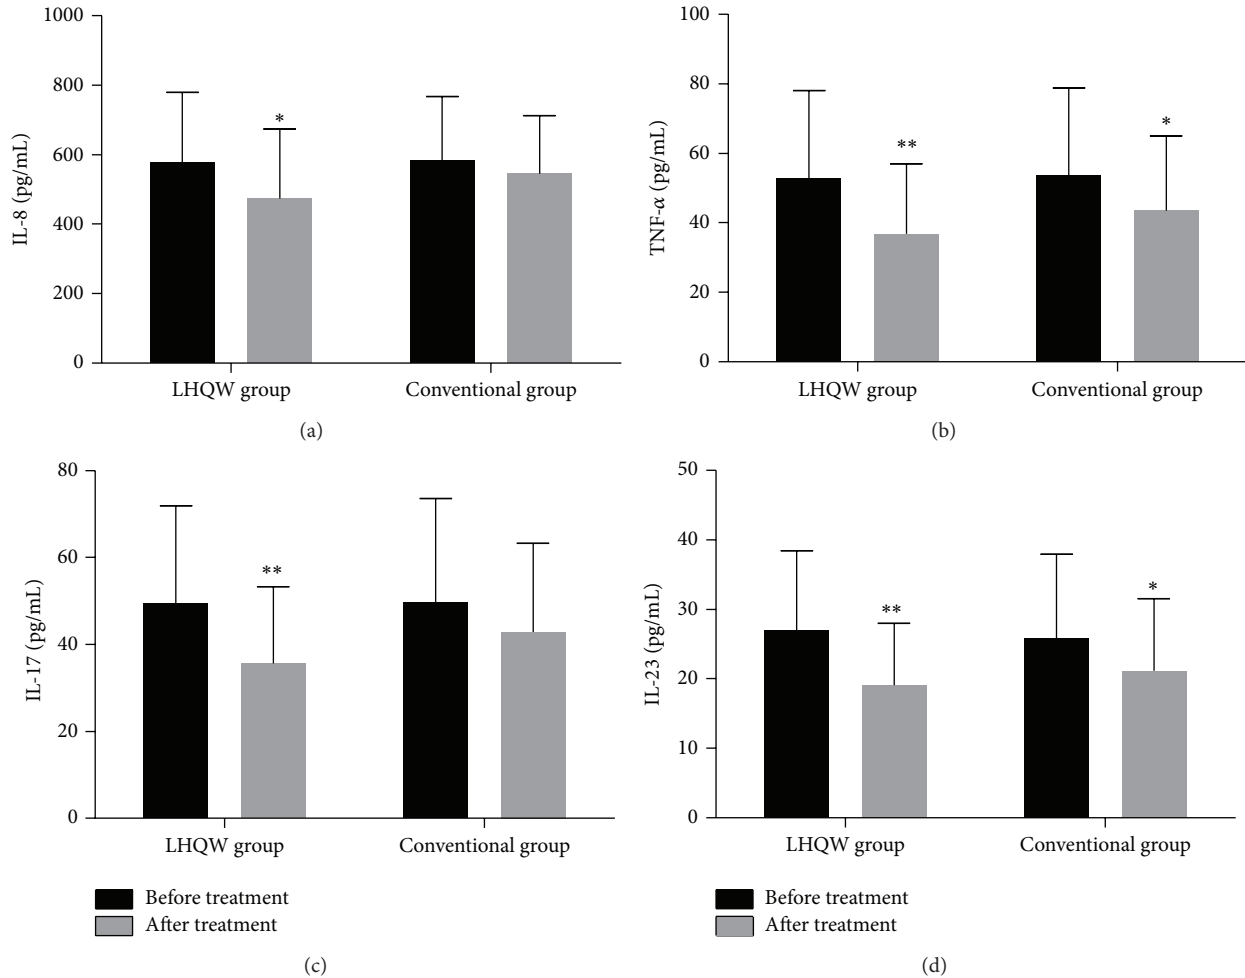 1000
800
600
400
200
0
IL-8 (pg/mL)
*
LHQW group
Conventional group
(a)
100
80
60
40
20
0
TNF-α (pg/mL)
**
*
LHQW group
Conventional group
(b)
80
60
40
20
0
IL-17 (pg/mL)
**
LHQW group
Conventional group
Before treatment
After treatment
(c)
50
40
30
20
10
0
IL-23 (pg/mL)
**
*
LHQW group
Conventional group
Before treatment
After treatment
(d)